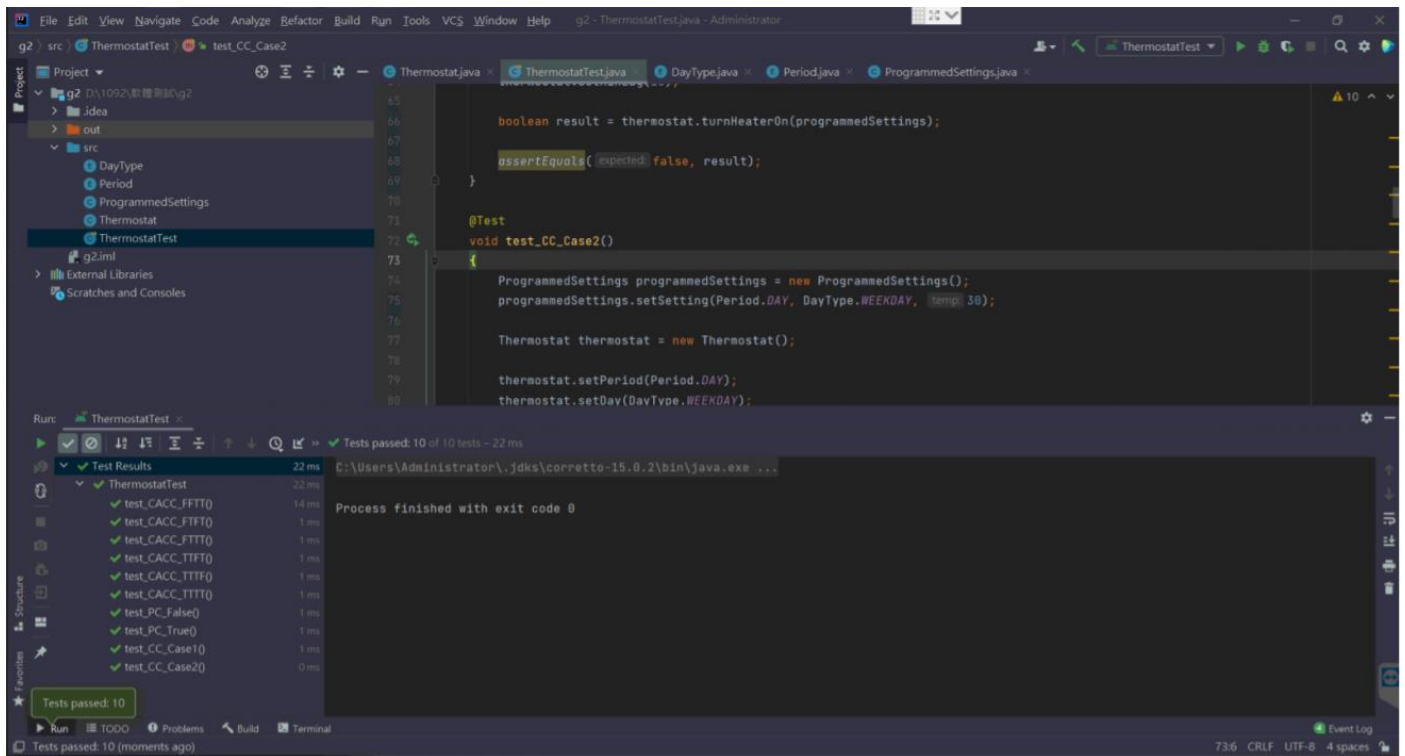 File Edit View Navigate Code Analyze Refactor Build Run Tools VCS Window Help g2 - ThermostatTest.java - Administrator
g2 src ThermostatTest test_CC_Case2 ThermostatTest
Project Thermostat.java ThermostatTest.java DayType.java Period.java ProgrammedSettings.java
g2 D:\1092\軟體測試\g2
.idea
out
src
DayType
Period
ProgrammedSettings
Thermostat
ThermostatTest
g2.iml
External Libraries
Scratches and Consoles
10
65
66 boolean result = thermostat.turnHeaterOn(programmedSettings);
67
68 assertEquals( expected: false, result);
69 }
70
71 @Test
72 void test_CC_Case2()
73 {
74 ProgrammedSettings programmedSettings = new ProgrammedSettings();
75 programmedSettings.setSetting(Period.DAY, DayType.WEEKDAY, temp: 30);
76
77 Thermostat thermostat = new Thermostat();
78
79 thermostat.setPeriod(Period.DAY);
80 thermostat.setDay(DayType.WEEKDAY);
Project
Structure
Favorites
Run: ThermostatTest
Tests passed: 10 of 10 tests – 22 ms
Test Results 22 ms
ThermostatTest 22 ms
test_CACC_FFTT() 14 ms
test_CACC_FTFT() 1 ms
test_CACC_FTTT() 1 ms
test_CACC_TTFT() 1 ms
test_CACC_TTTF() 1 ms
test_CACC_TTTT() 1 ms
test_PC_False() 1 ms
test_PC_True() 1 ms
test_CC_Case1() 1 ms
test_CC_Case2() 0 ms
C:\Users\Administrator\.jdks\corretto-15.0.2\bin\java.exe ...
Process finished with exit code 0
Tests passed: 10
Run TODO Problems Build Terminal Event Log
Tests passed: 10 (moments ago) 73:6 CRLF UTF-8 4 spaces